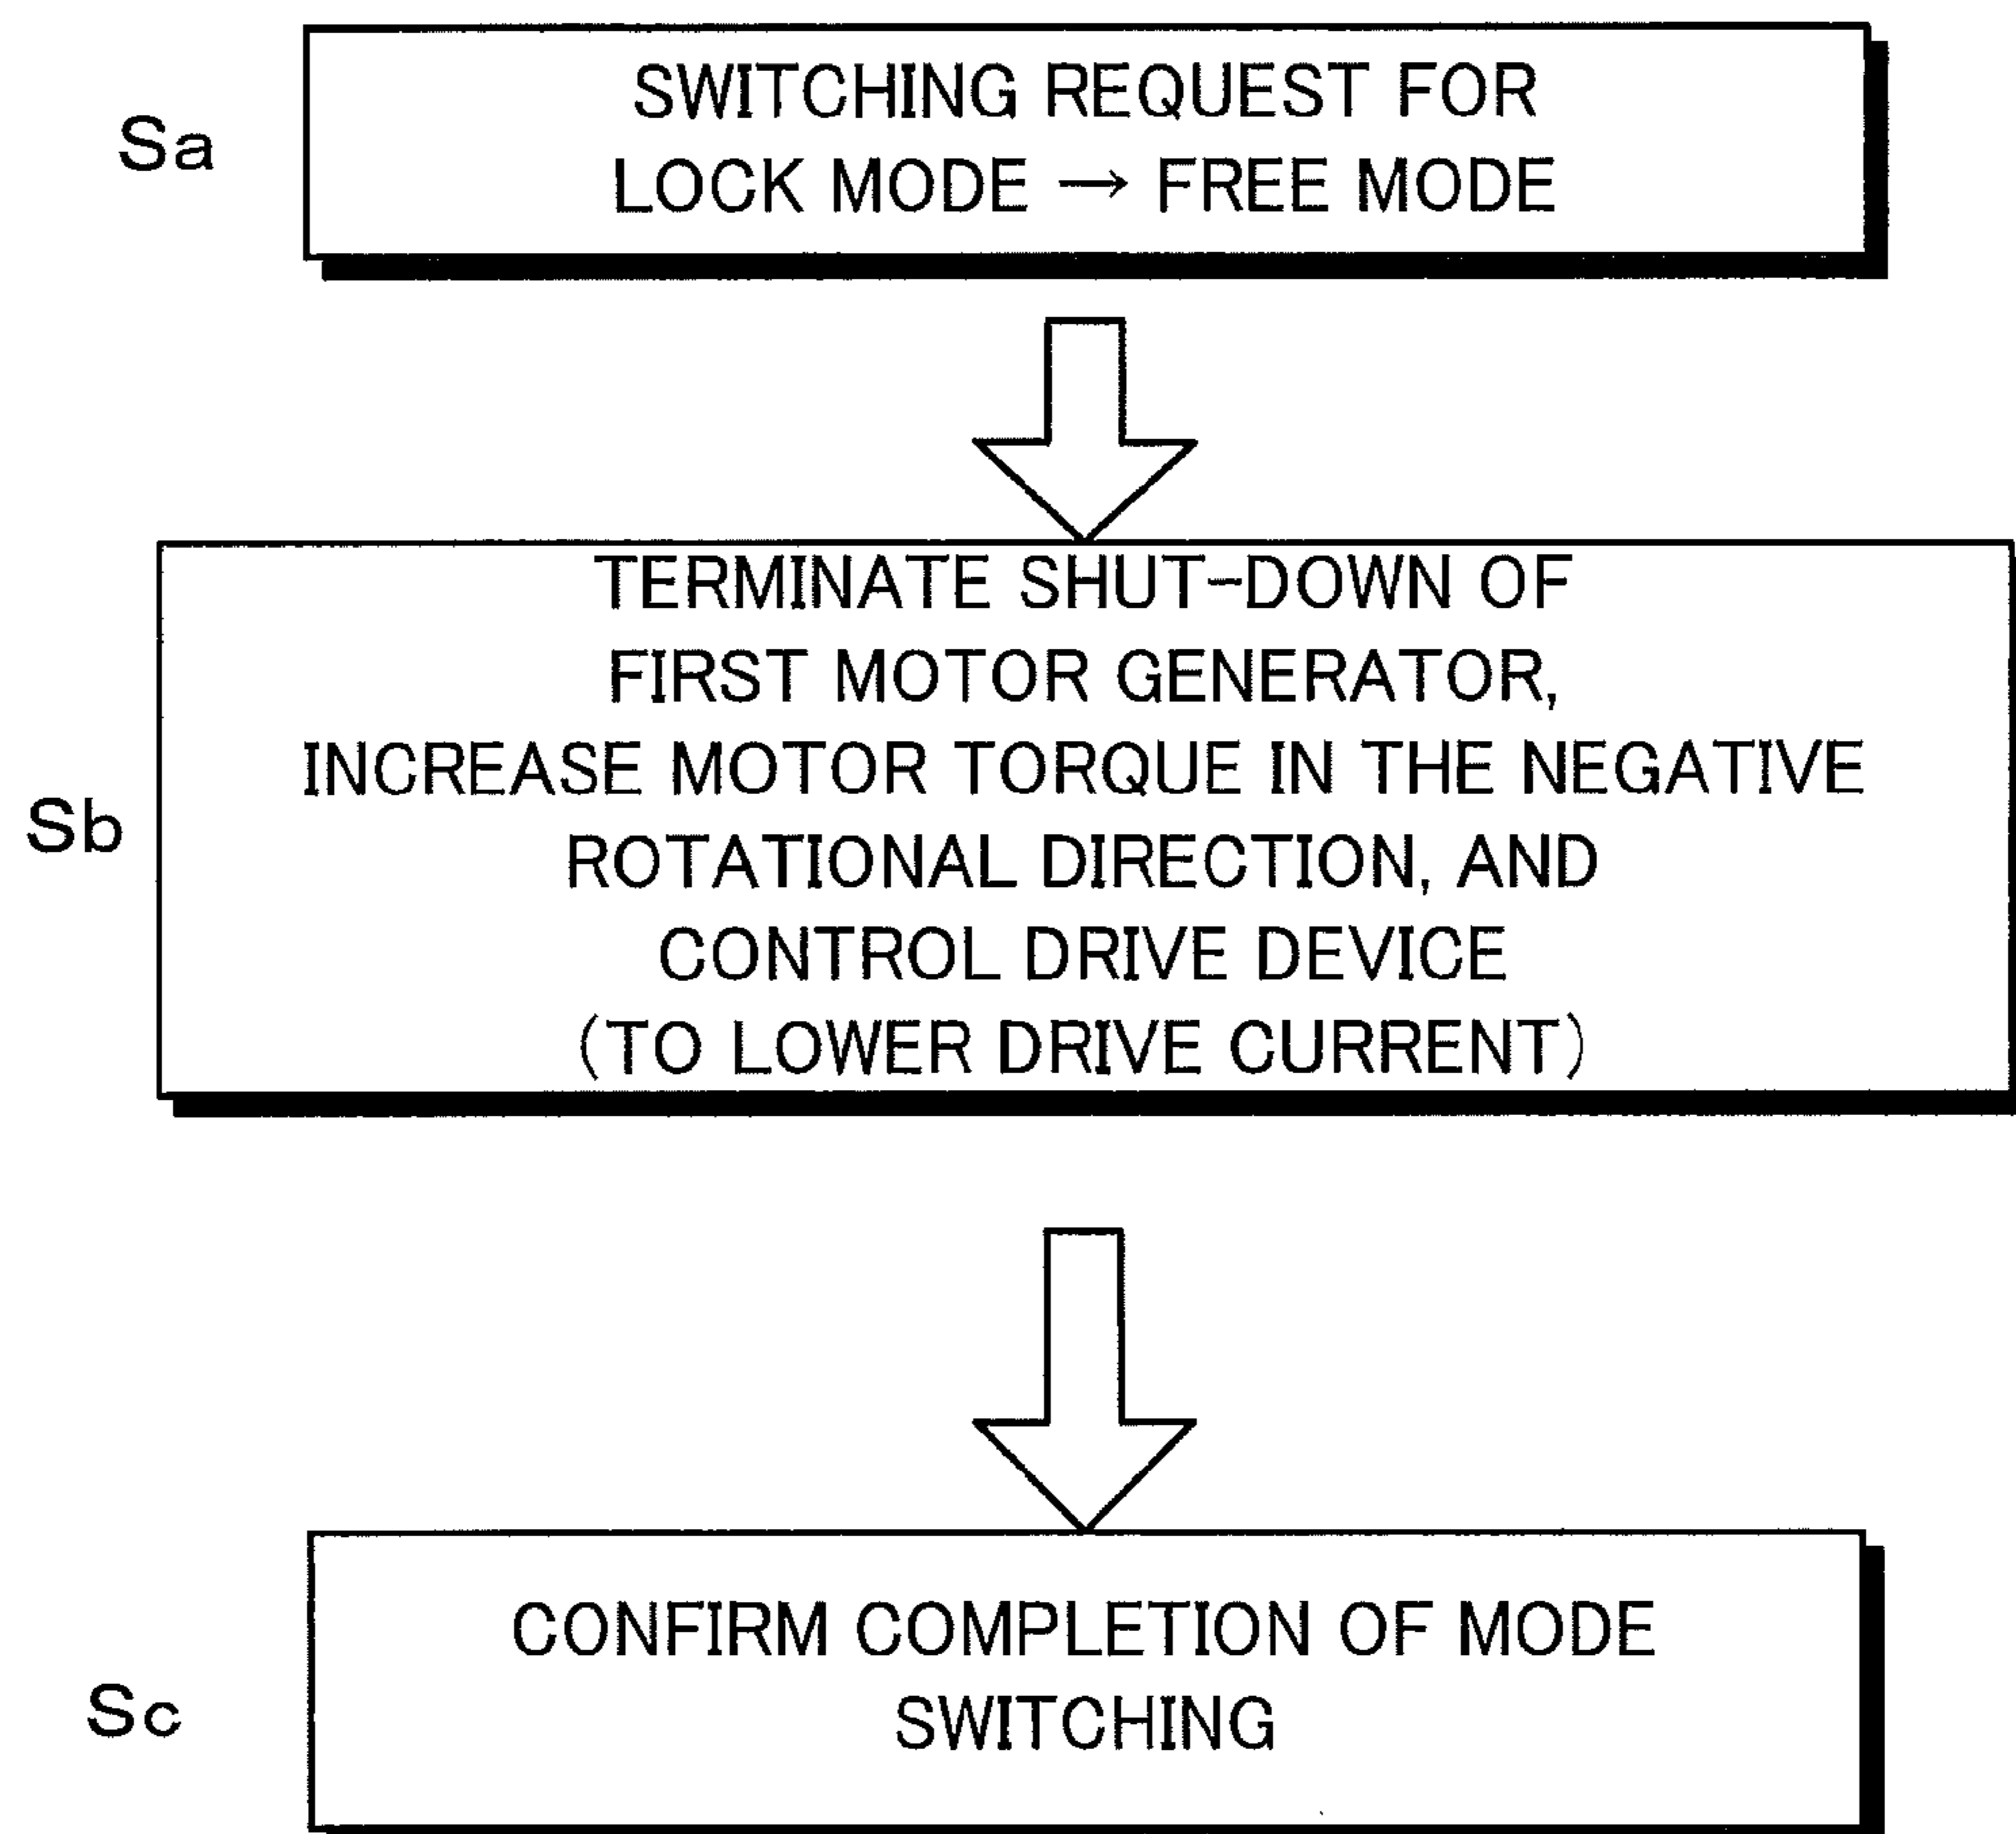 Sa
SWITCHING REQUEST FOR
LOCK MODE → FREE MODE
Sb
TERMINATE SHUT-DOWN OF
FIRST MOTOR GENERATOR,
INCREASE MOTOR TORQUE IN THE NEGATIVE
ROTATIONAL DIRECTION, AND
CONTROL DRIVE DEVICE
(TO LOWER DRIVE CURRENT)
Sc
CONFIRM COMPLETION OF MODE
SWITCHING